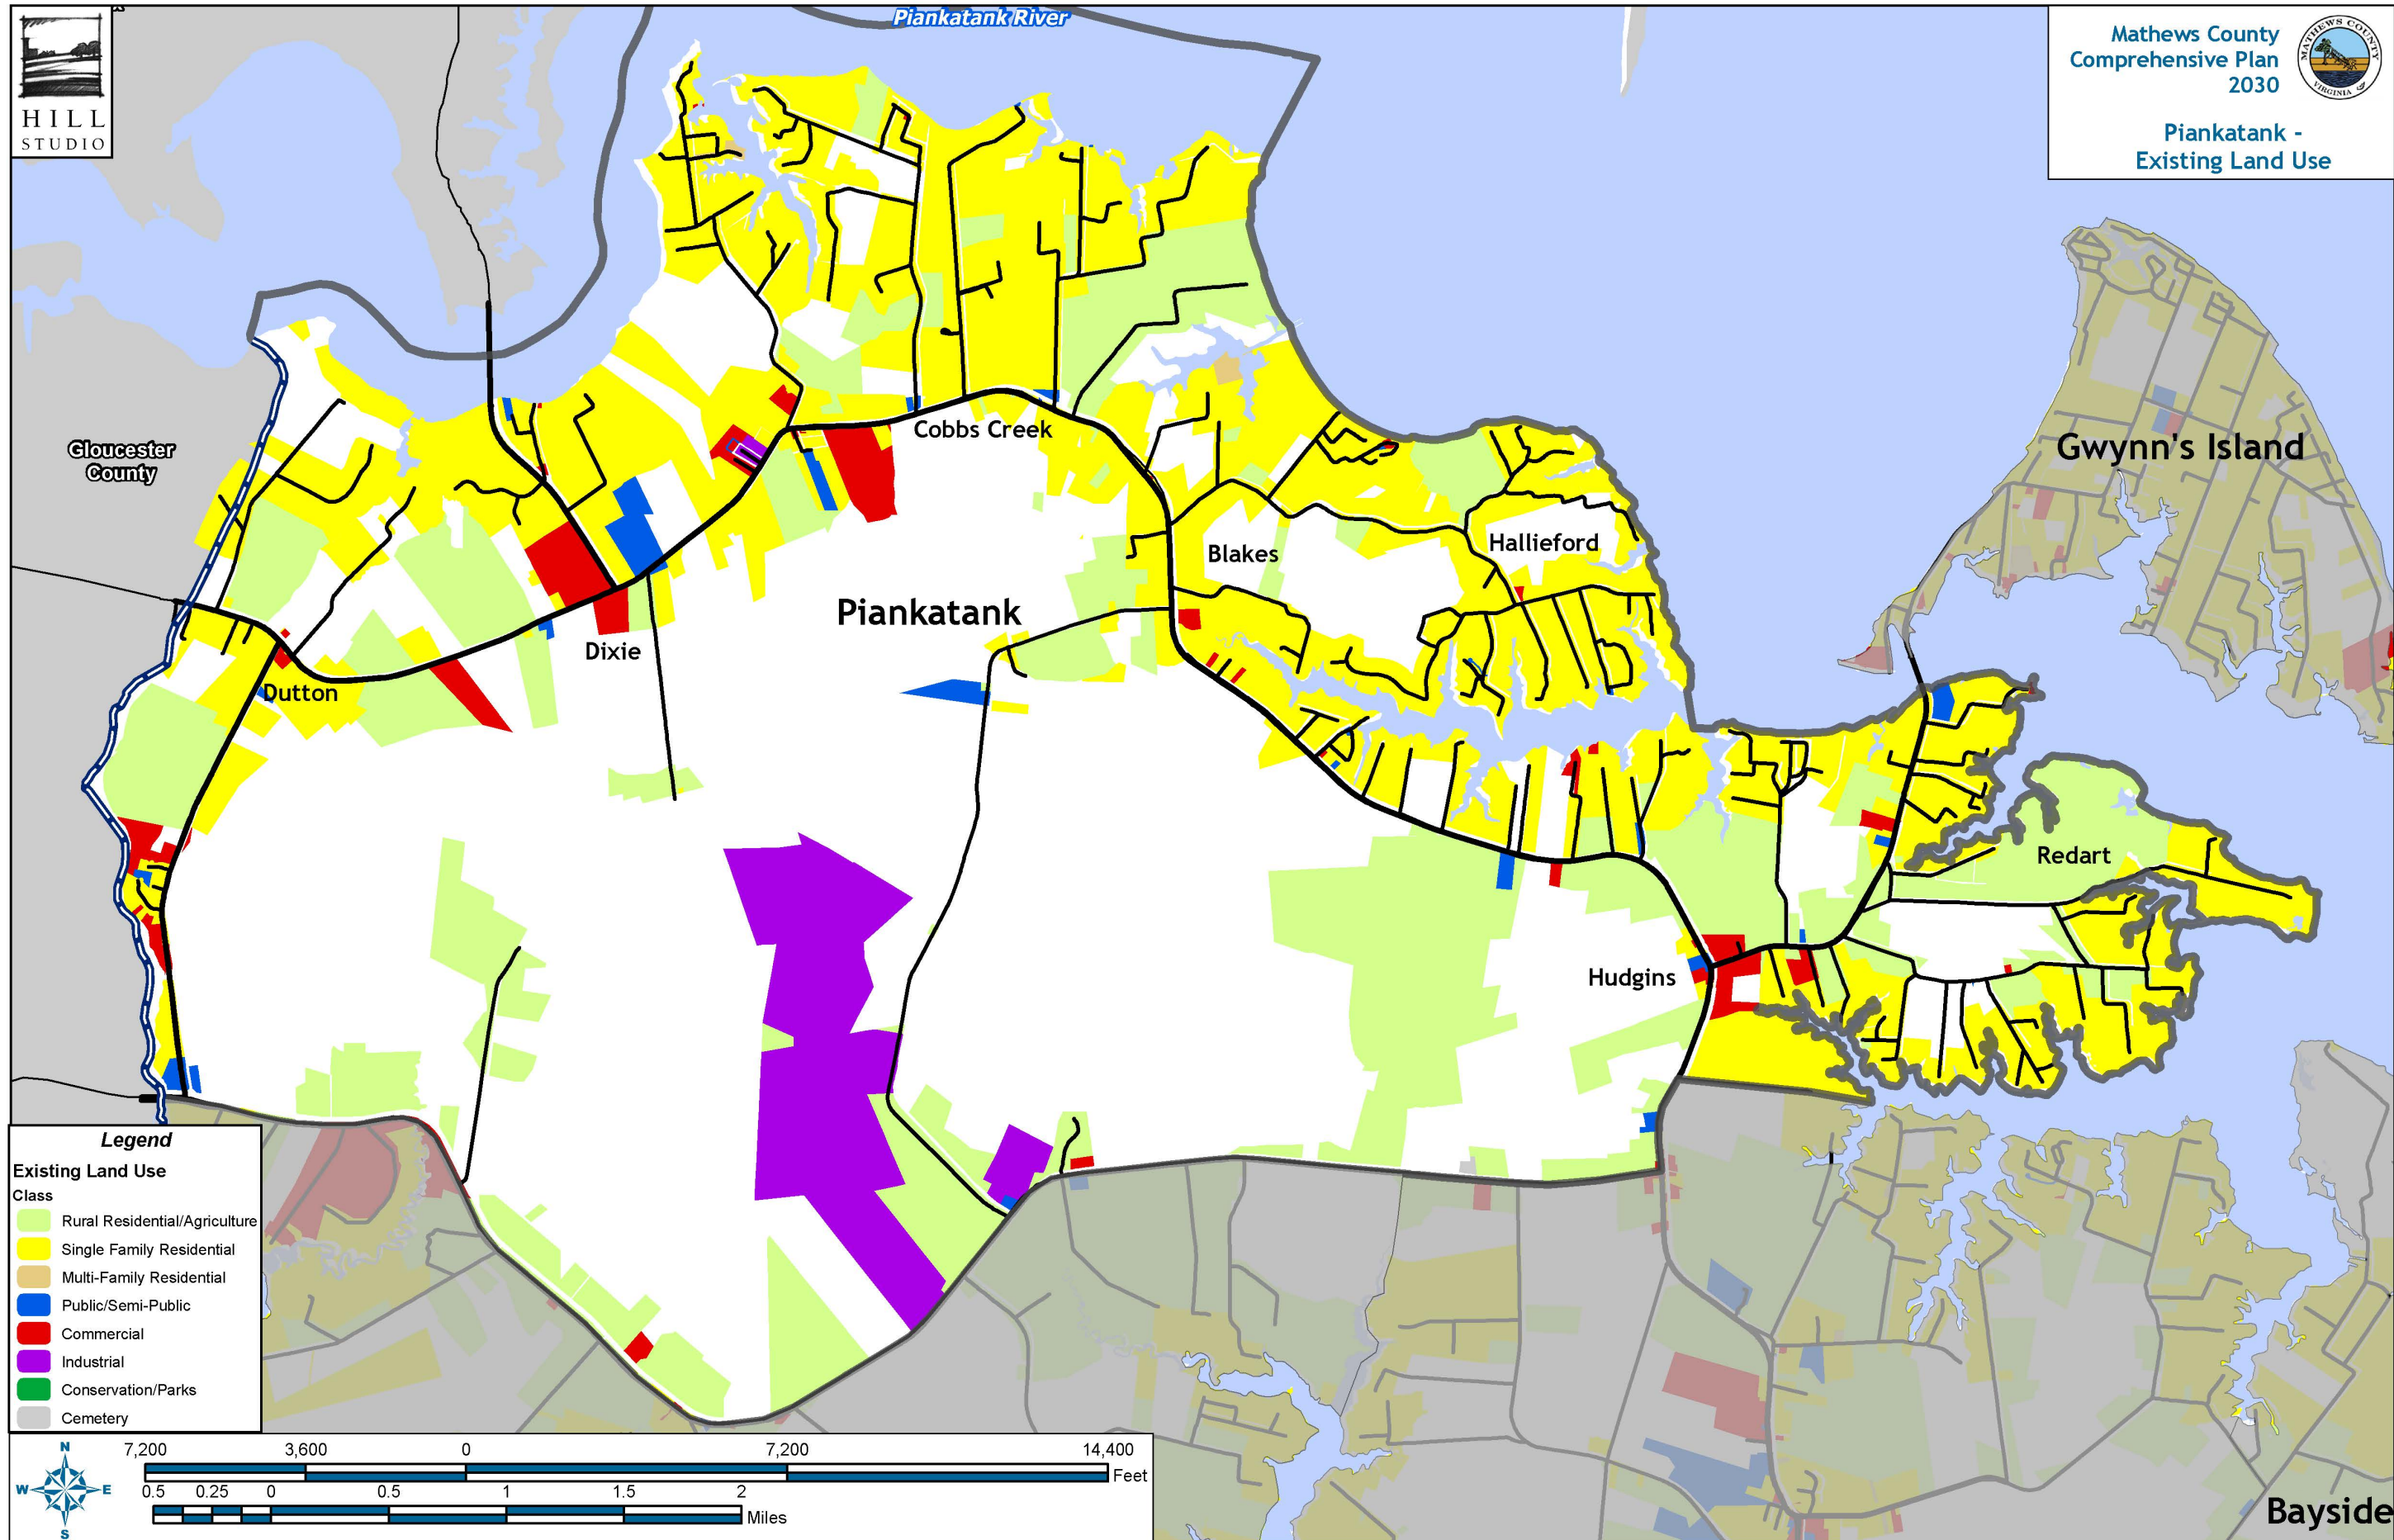 HILL
STUDIO
Piankatank River
Mathews County
Comprehensive Plan
2030
MATHEWS COUNTY
VIRGINIA
Piankatank -
Existing Land Use
Gloucester
County
Cobbs Creek
Gwynn's Island
Blakes
Hallieford
Piankatank
Dixie
Dutton
Redart
Hudgins
Legend
Existing Land Use
Class
Rural Residential/Agriculture
Single Family Residential
Multi-Family Residential
Public/Semi-Public
Commercial
Industrial
Conservation/Parks
Cemetery
N
W E
S
7,200 3,600 0 7,200 14,400
Feet
0.5 0.25 0 0.5 1 1.5 2
Miles
Bayside